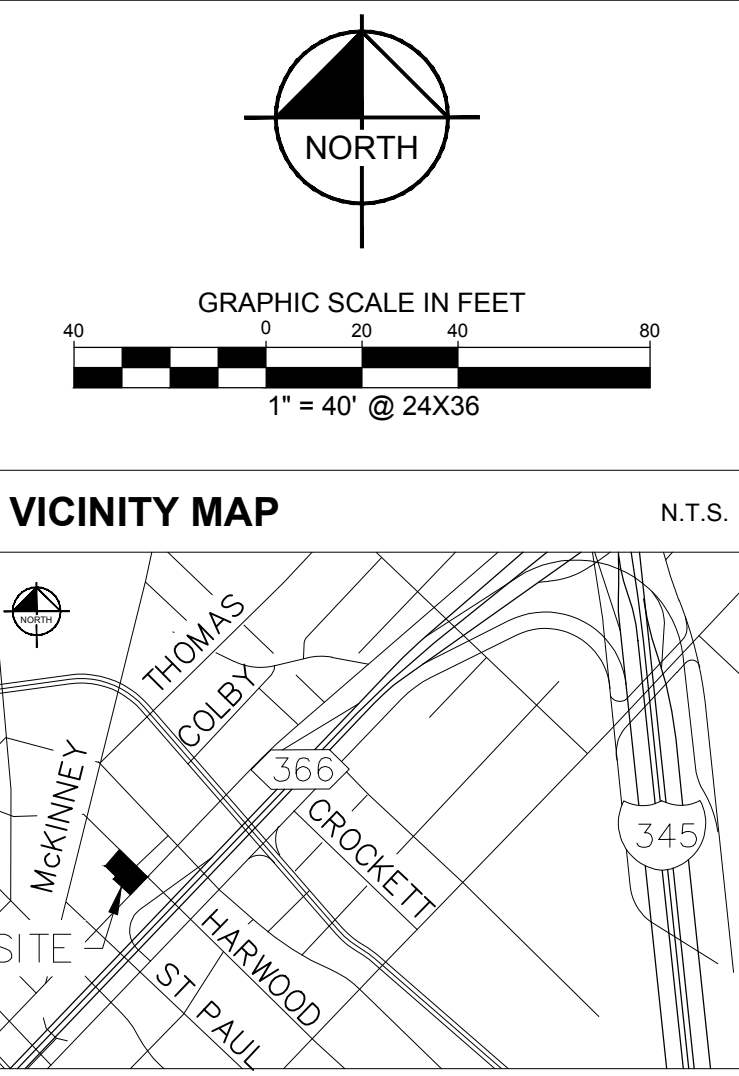 NORTH
GRAPHIC SCALE IN FEET
40 0 20 40 80
1" = 40' @ 24X36
VICINITY MAP N.T.S.
NORTH
THOMAS
COLBY
366
McKINNEY
CROCKETT
345
SITE
HARWOOD
ST PAUL